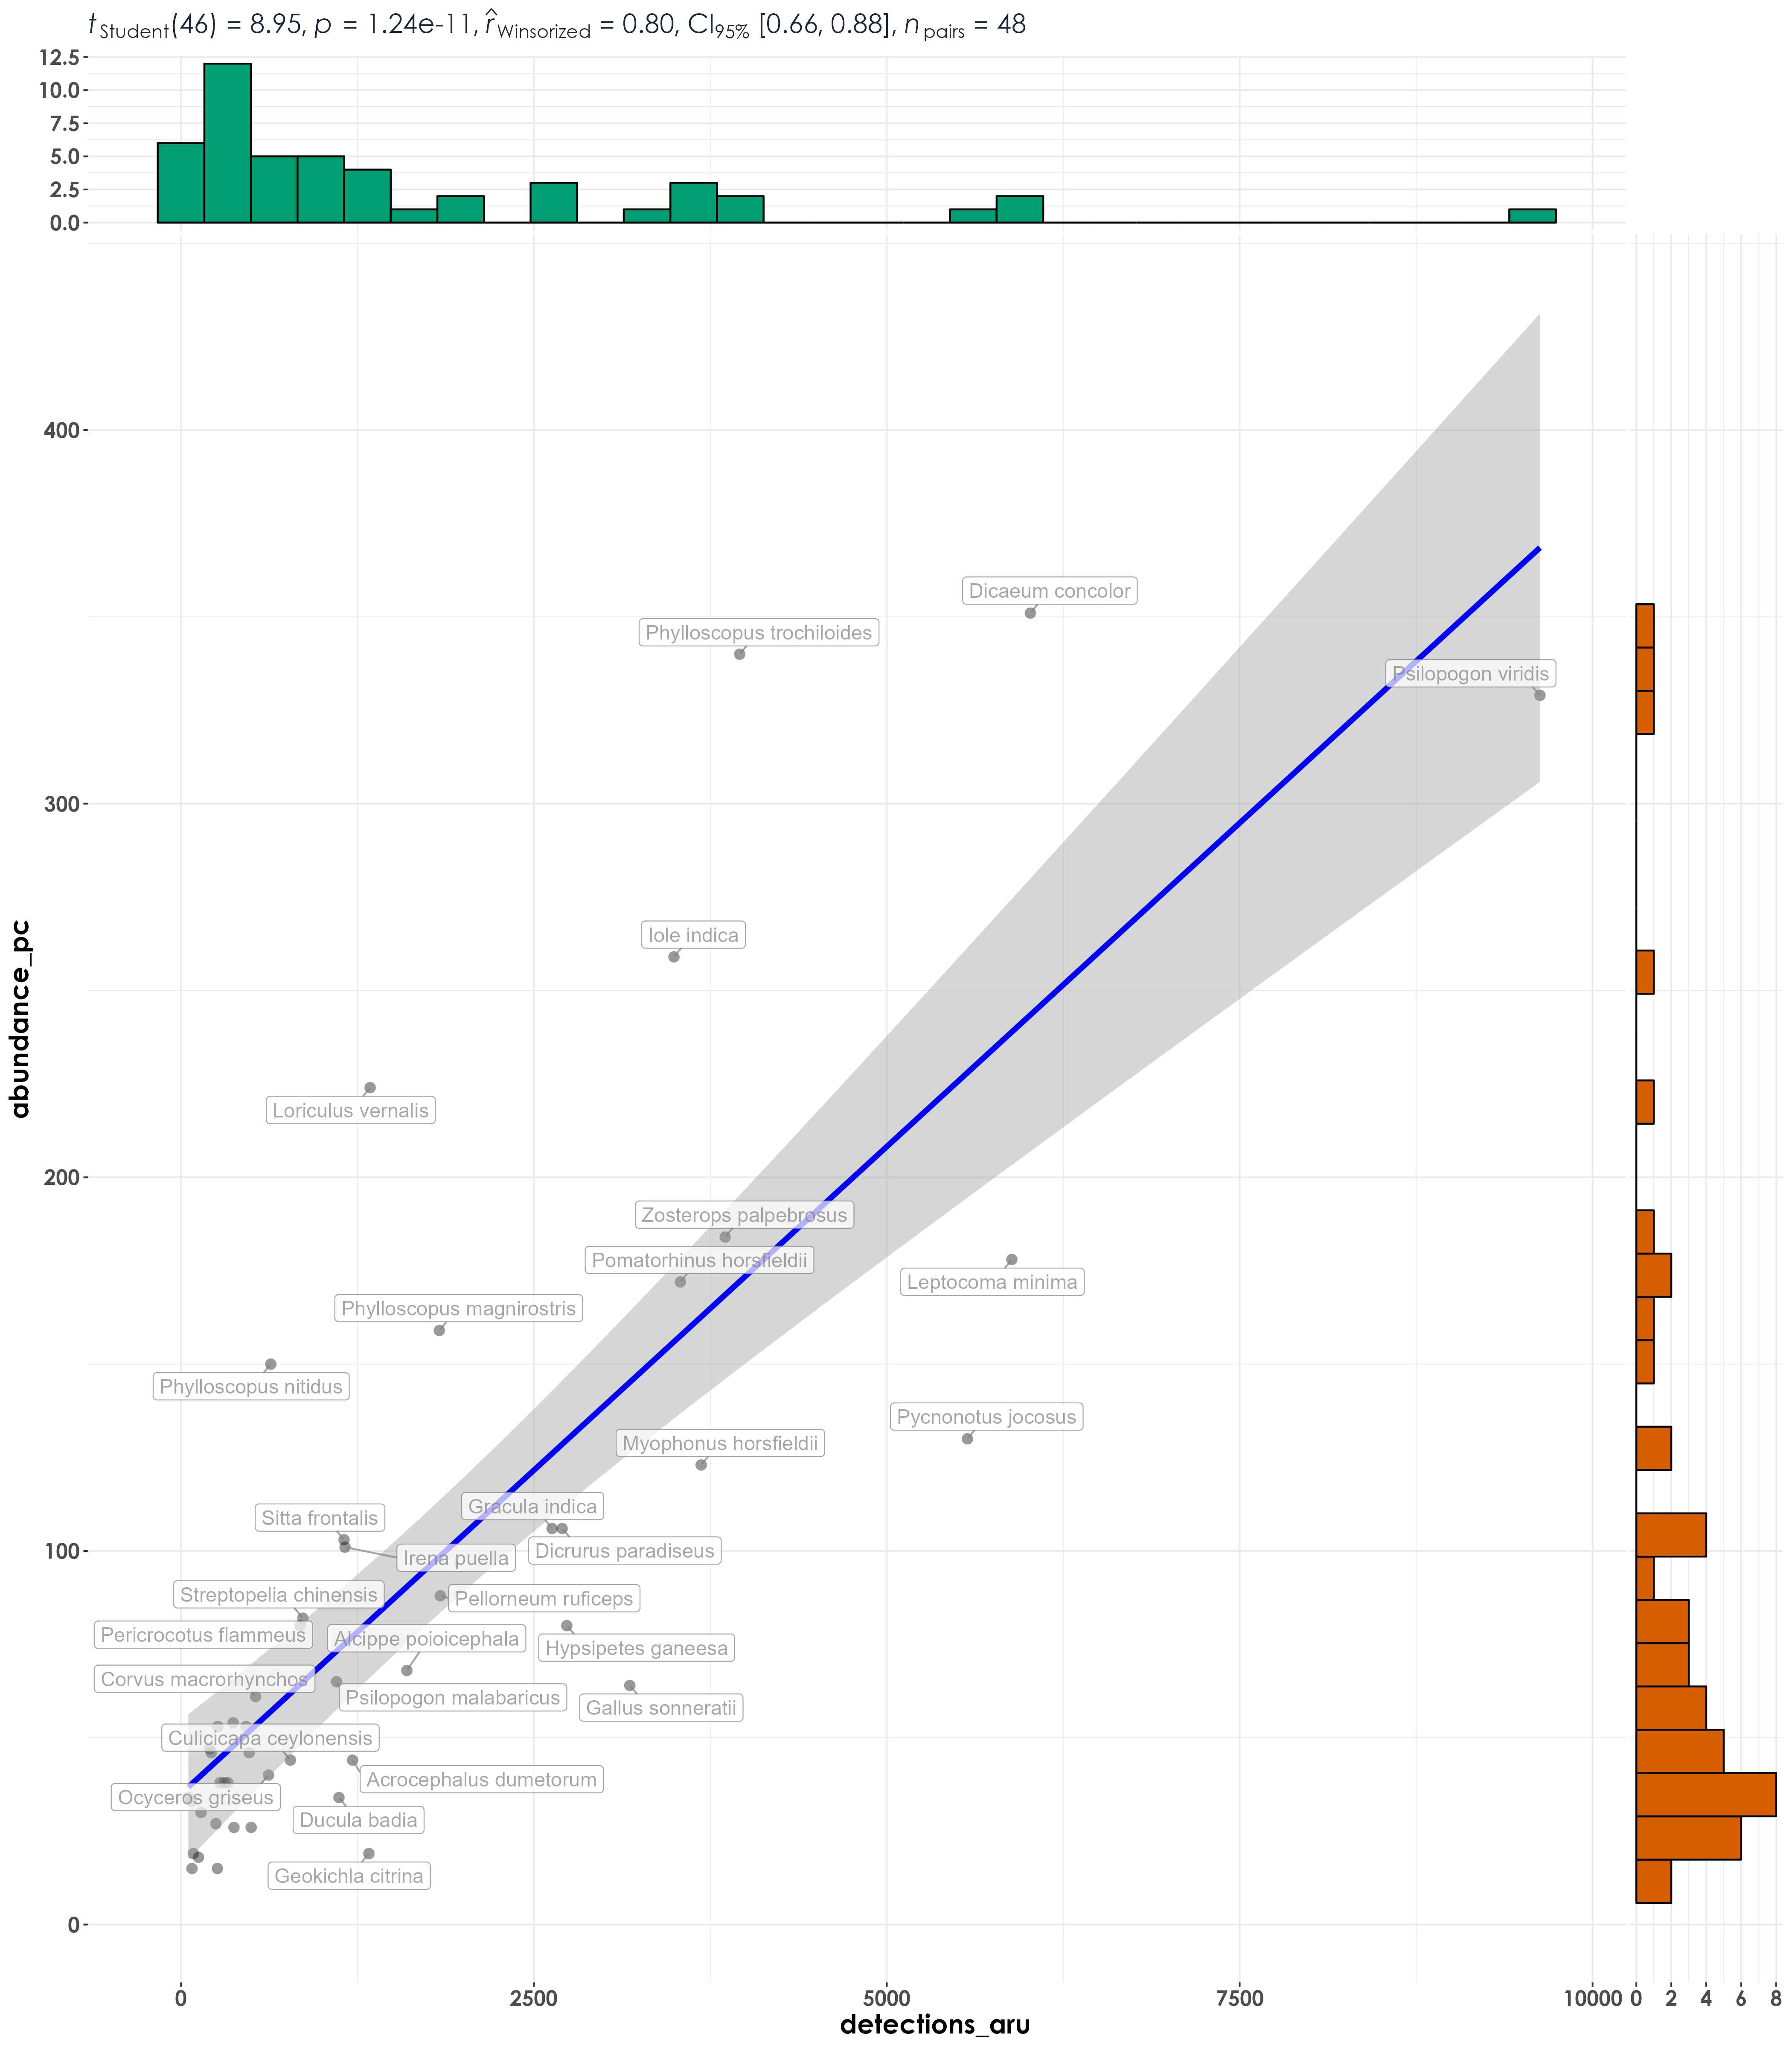 t Student(46) = 8.95, p = 1.24e-11, r̂ Winsorized = 0.80, CI95% [0.66, 0.88], n pairs = 48
12.5
10.0
7.5
5.0
2.5
0.0
400
300
200
100
0
abundance_pc
Dicaeum concolor
Phylloscopus trochiloides
Psilopogon viridis
Iole indica
Loriculus vernalis
Zosterops palpebrosus
Pomatorhinus horsfieldii
Leptocoma minima
Phylloscopus magnirostris
Phylloscopus nitidus
Pycnonotus jocosus
Myophonus horsfieldii
Gracula indica
Sitta frontalis
Dicrurus paradiseus
Irena puella
Streptopelia chinensis
Pellorneum ruficeps
Pericrocotus flammeus
Alcippe poioicephala
Hypsipetes ganeesa
Corvus macrorhynchos
Psilopogon malabaricus
Gallus sonneratii
Culicicapa ceylonensis
Acrocephalus dumetorum
Ocyceros griseus
Ducula badia
Geokichla citrina
0 2500 5000 7500 10000
0 2 4 6 8
detections_aru